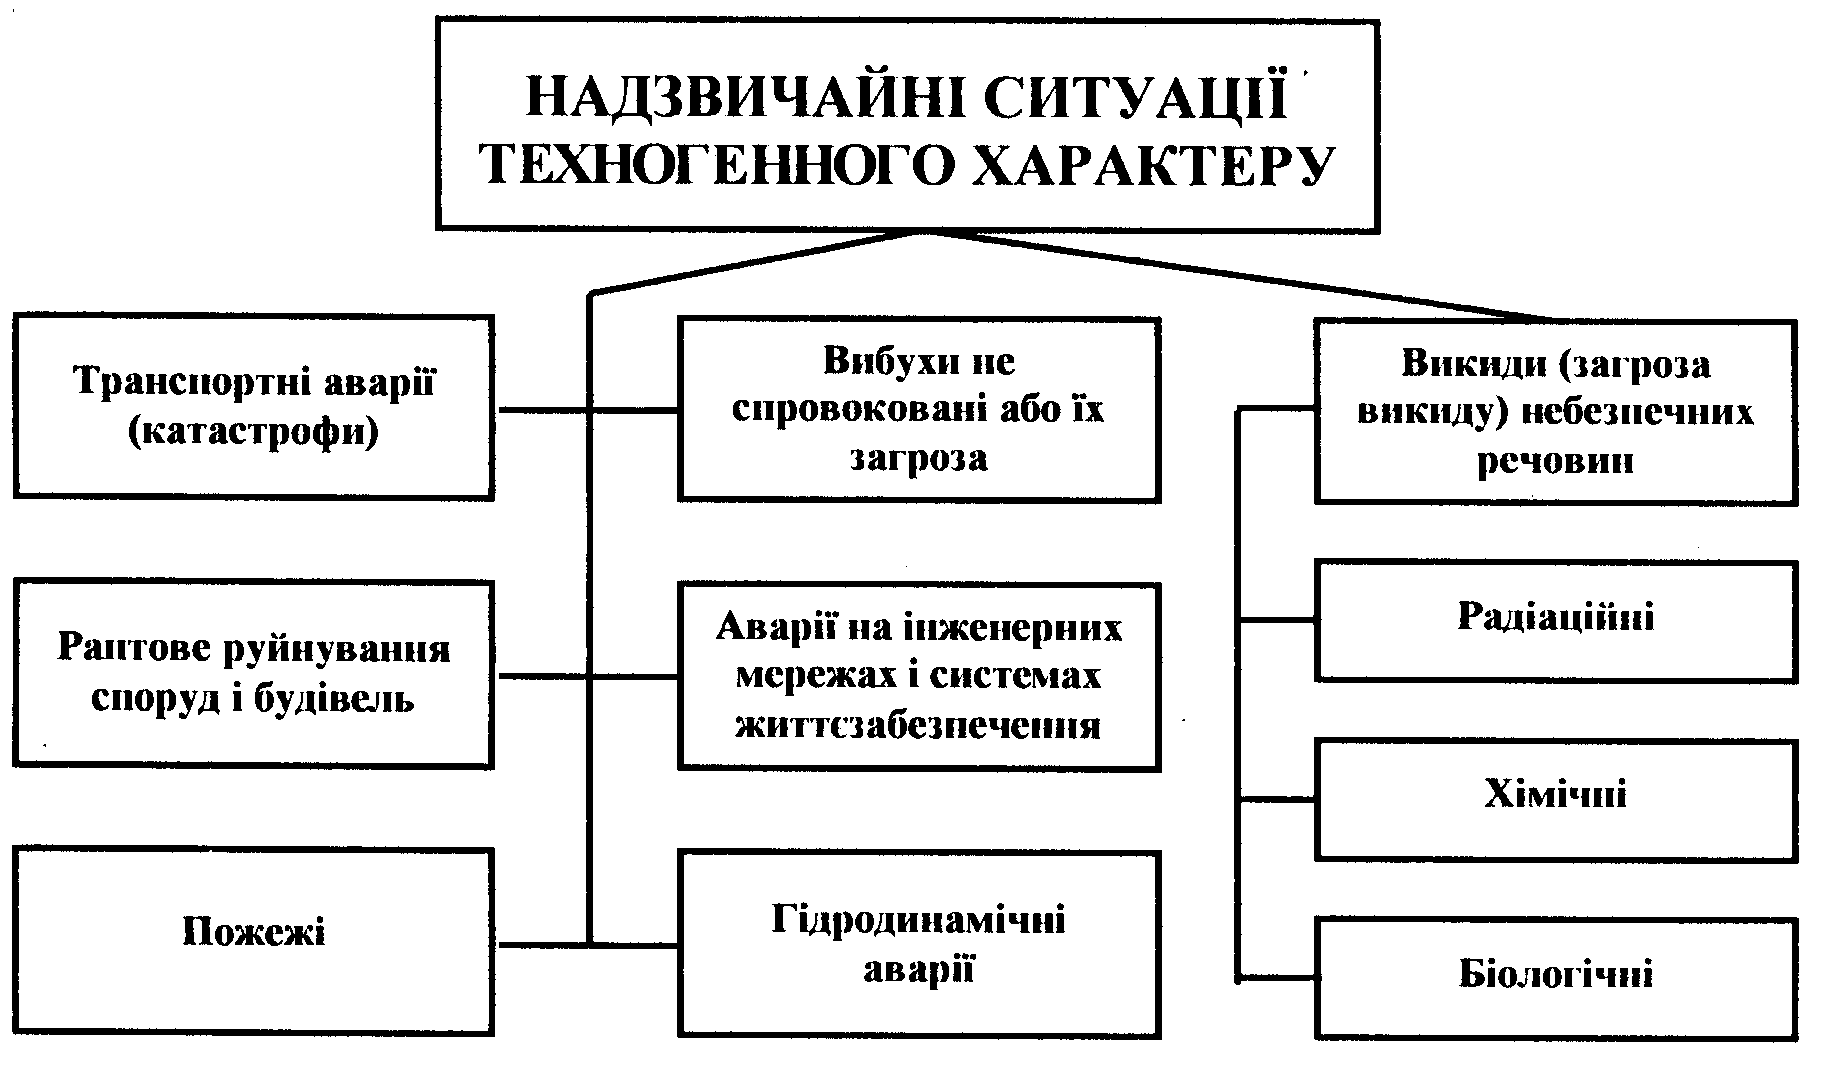 НАДЗВИЧАЙНІ СИТУАЦІЇ
ТЕХНОГЕННОГО ХАРАКТЕРУ
Транспортні аварії
(катастрофи)
Вибухи не
спровоковані або їх
загроза
Викиди (загроза
викиду) небезпечних
речовин
Раптове руйнування
споруд і будівель
Аварії на інженерних
мережах і системах
життєзабезпечення
Радіаційні
Хімічні
Пожежі
Гідродинамічні
аварії
Біологічні